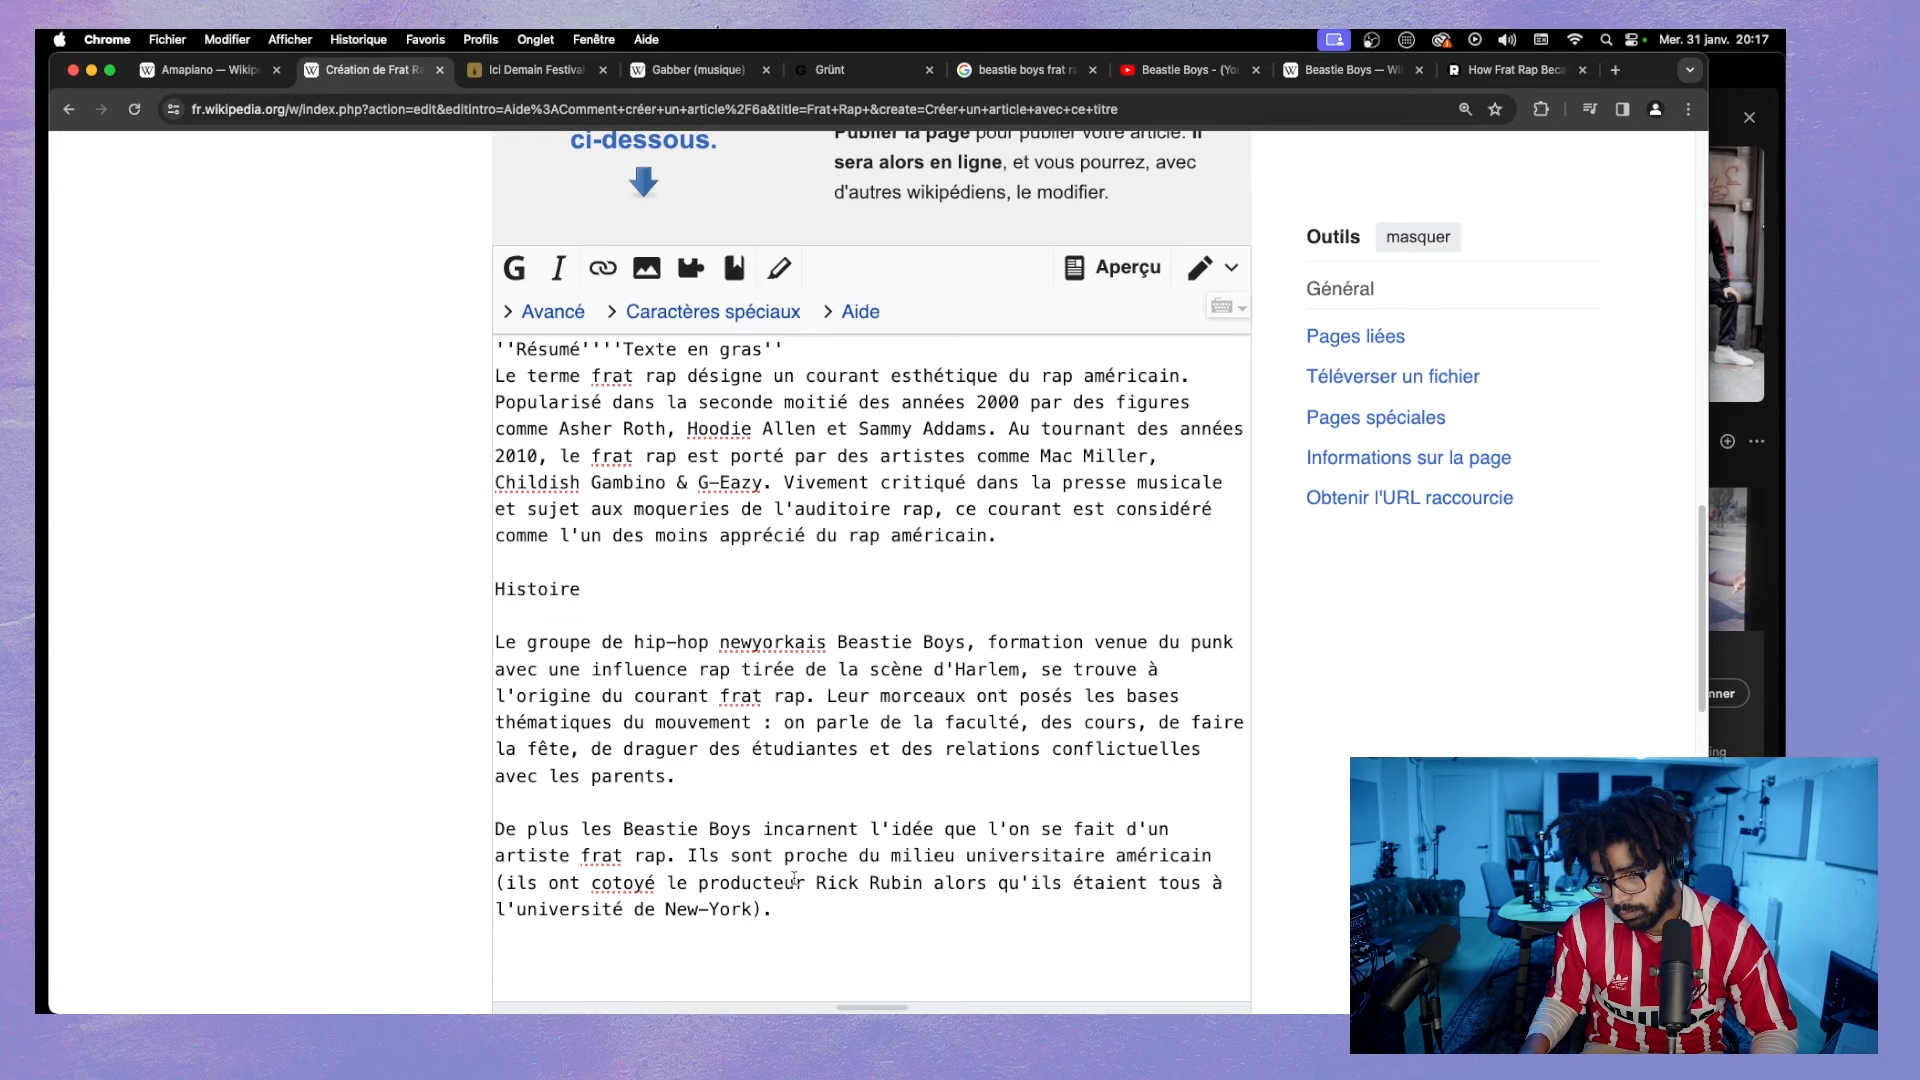 Chrome Fichier Modifier Afficher Historique Favoris Profils Onglet Fenêtre Aide Mer. 31 janv. 20:17
Amapiano — Wikip Création de Frat Ra Ici Demain Festival Gabber (musique) Grünt beastie boys frat ra Beastie Boys - (Yo Beastie Boys — Wi How Frat Rap Beca
fr.wikipedia.org/w/index.php?action=edit&editintro=Aide%3AComment+créer+un+article%2F6a&title=Frat+Rap+&create=Créer+un+article+avec+ce+titre
ci-dessous.
Publier la page pour publier votre article. Il
sera alors en ligne, et vous pourrez, avec
d'autres wikipédiens, le modifier.
Outils masquer
Général
Pages liées
Téléverser un fichier
Pages spéciales
Informations sur la page
Obtenir l'URL raccourcie
G I Aperçu
Avancé Caractères spéciaux Aide
''Résumé''''Texte en gras''
Le terme frat rap désigne un courant esthétique du rap américain.
Popularisé dans la seconde moitié des années 2000 par des figures
comme Asher Roth, Hoodie Allen et Sammy Addams. Au tournant des années
2010, le frat rap est porté par des artistes comme Mac Miller,
Childish Gambino & G-Eazy. Vivement critiqué dans la presse musicale
et sujet aux moqueries de l'auditoire rap, ce courant est considéré
comme l'un des moins apprécié du rap américain.
Histoire
Le groupe de hip-hop newyorkais Beastie Boys, formation venue du punk
avec une influence rap tirée de la scène d'Harlem, se trouve à
l'origine du courant frat rap. Leur morceaux ont posés les bases
thématiques du mouvement : on parle de la faculté, des cours, de faire
la fête, de draguer des étudiantes et des relations conflictuelles
avec les parents.
De plus les Beastie Boys incarnent l'idée que l'on se fait d'un
artiste frat rap. Ils sont proche du milieu universitaire américain
(ils ont cotoyé le producteur Rick Rubin alors qu'ils étaient tous à
l'université de New-York).
nner
ing